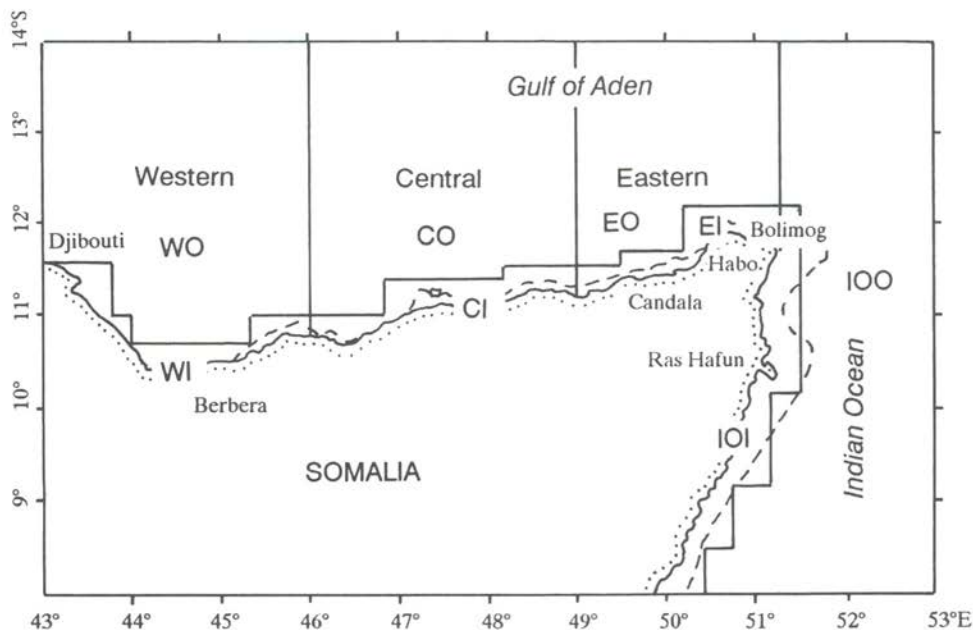 14°S
Gulf of Aden
13°
Western
Central
Eastern
12°
Djibouti
WO
CO
EO
EI
Bolimog
Habo
IOO
11°
CI
Candala
WI
Ras Hafun
10°
Berbera
IOI
Indian Ocean
SOMALIA
9°
43°
44°
45°
46°
47°
48°
49°
50°
51°
52°
53°E